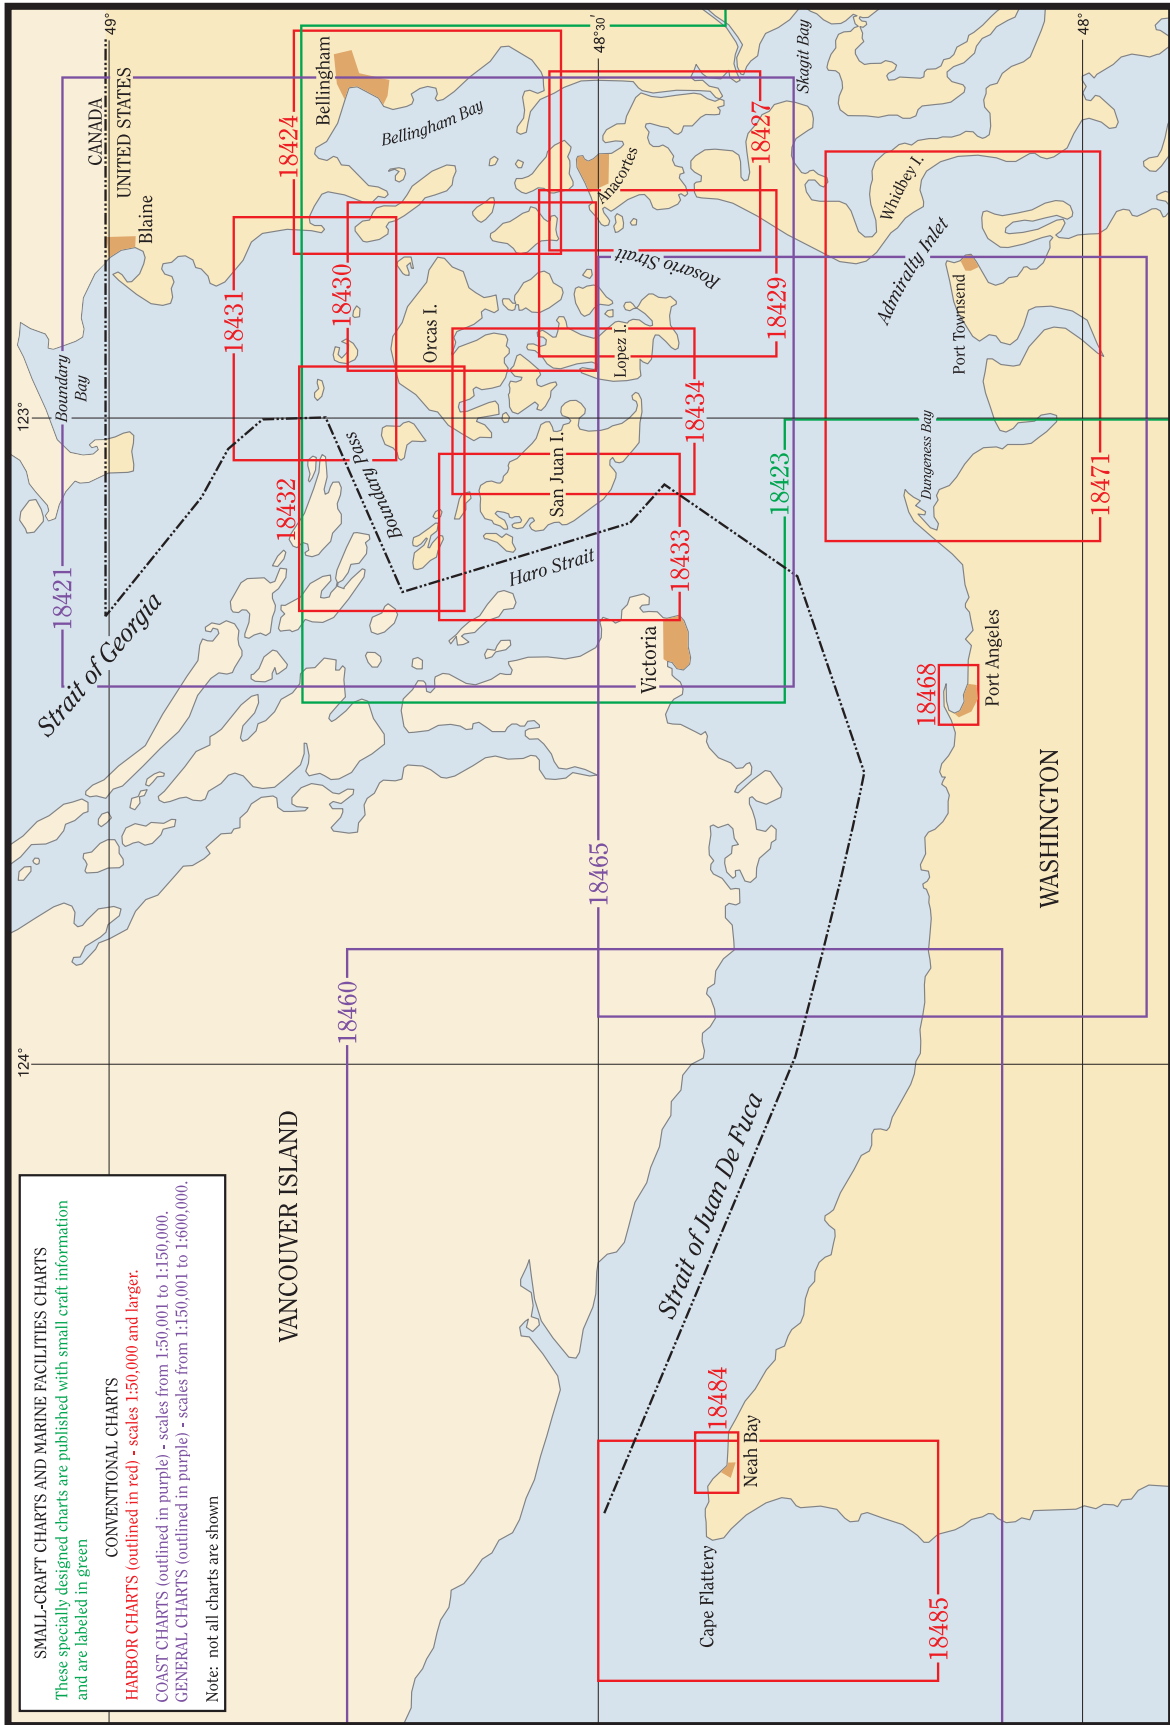 SMALL-CRAFT CHARTS AND MARINE FACILITIES CHARTS
These specially designed charts are published with small craft information
and are labeled in green
CONVENTIONAL CHARTS
HARBOR CHARTS (outlined in red) - scales 1:50,000 and larger.
COAST CHARTS (outlined in purple) - scales from 1:50,001 to 1:150,000.
GENERAL CHARTS (outlined in purple) - scales from 1:150,001 to 1:600,000.
Note: not all charts are shown
124°
123°
49°
48°30'
48°
CANADA
UNITED STATES
Blaine
Boundary
Bay
18421
Strait of Georgia
18431
18424
Bellingham
Bellingham Bay
18430
18432
Boundary Pass
Orcas I.
Haro Strait
San Juan I.
Lopez I.
Rosario Strait
Anacortes
18427
18429
18434
18433
18423
Victoria
Skagit Bay
Whidbey I.
Admiralty Inlet
Port Townsend
Dungeness Bay
18471
18468
Port Angeles
WASHINGTON
18465
18460
VANCOUVER ISLAND
Strait of Juan De Fuca
18484
Neah Bay
Cape Flattery
18485